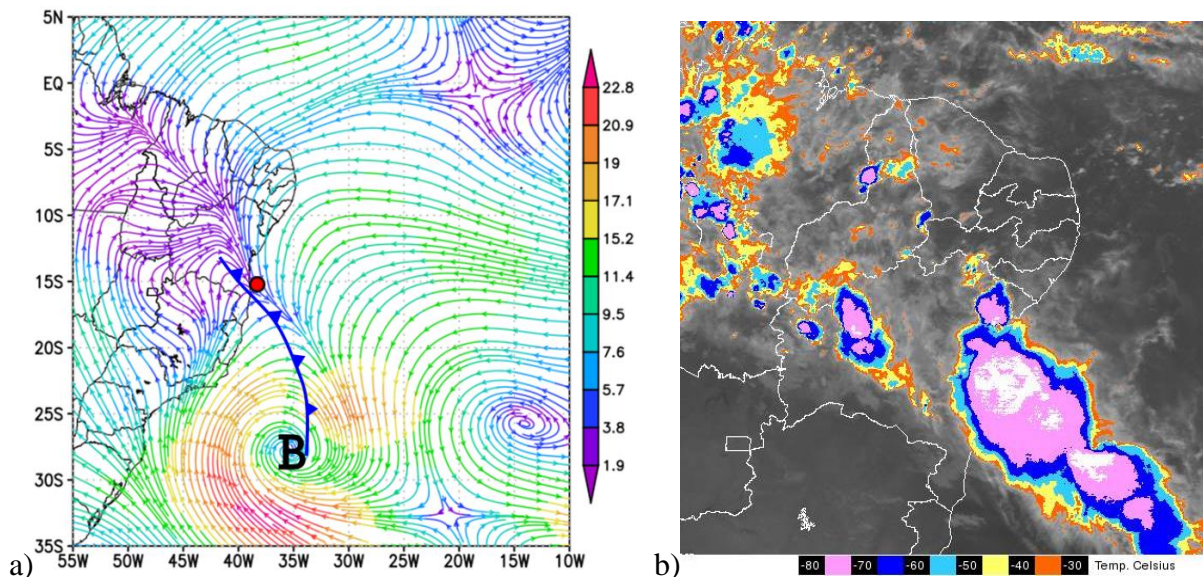 5N
EQ
5S
10S
15S
20S
25S
30S
35S
55W 50W 45W 40W 35W 30W 25W 20W 15W 10W
B
22.8
20.9
19
17.1
15.2
11.4
9.5
7.6
5.7
3.8
1.9
a)
b)
-80 -70 -60 -50 -40 -30 Temp. Celsius